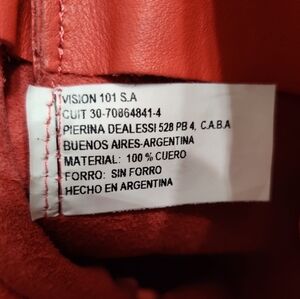 VISION 101 S.A
CUIT 30-70864841-4
PIERINA DEALESSI 528 PB 4, C.A.B.A
BUENOS AIRES-ARGENTINA
MATERIAL: 100 % CUERO
FORRO: SIN FORRO
HECHO EN ARGENTINA